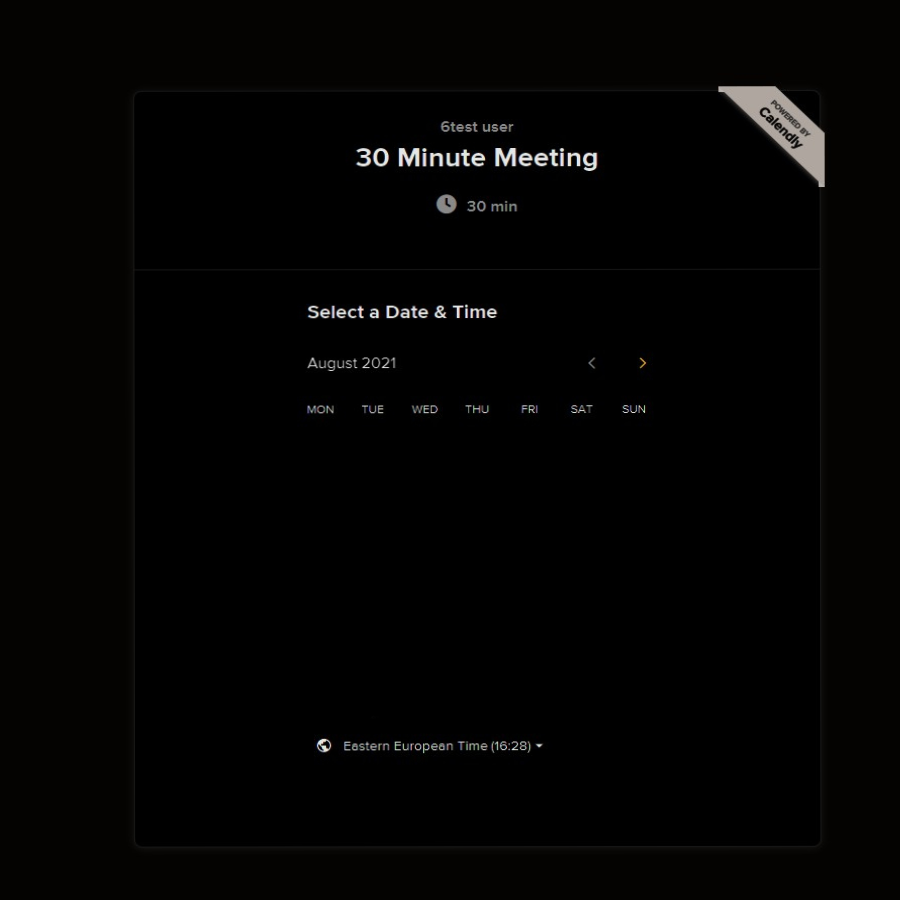 POWERED BY
Calendly
6test user
30 Minute Meeting
30 min
Select a Date & Time
August 2021
MON TUE WED THU FRI SAT SUN
Eastern European Time (16:28)